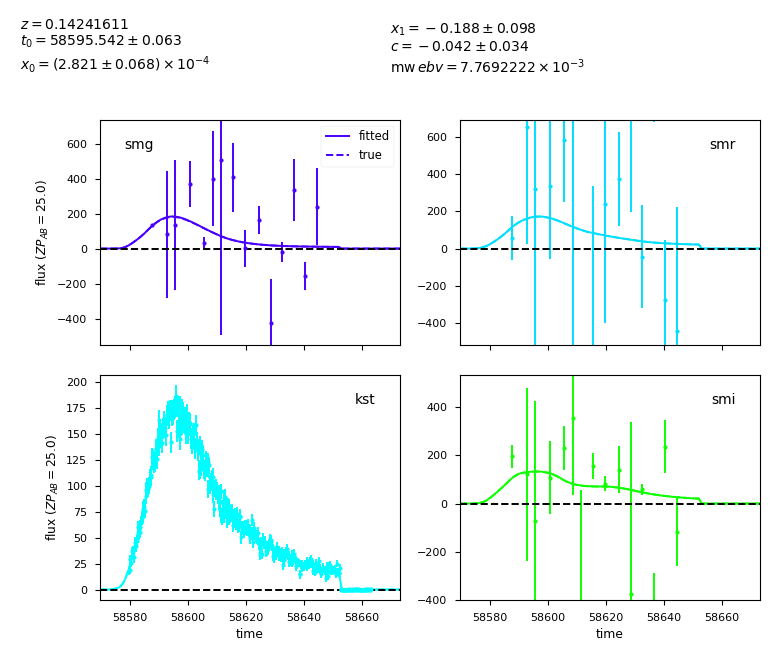 z = 0.14241611
t₀ = 58595.542 ± 0.063
x₀ = (2.821 ± 0.068) × 10⁻⁴
x₁ = −0.188 ± 0.098
c = −0.042 ± 0.034
mw ebv = 7.7692222 × 10⁻³
flux (ZP_AB = 25.0)
600
400
200
0
−200
−400
smg
fitted
true
600
400
200
0
−200
−400
smr
flux (ZP_AB = 25.0)
200
175
150
125
100
75
50
25
0
kst
58580 58600 58620 58640 58660
time
400
200
0
−200
−400
smi
58580 58600 58620 58640 58660
time